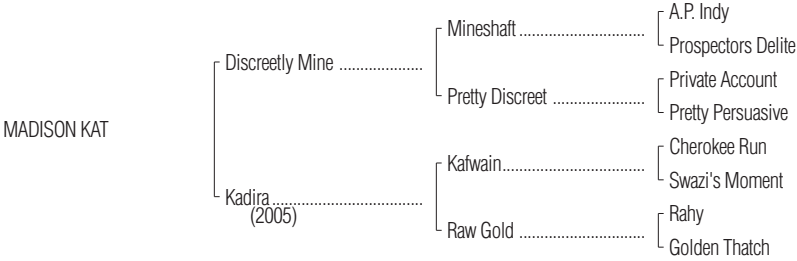 A.P. Indy
Mineshaft ............................
Prospectors Delite
Discreetly Mine ....................
Private Account
Pretty Discreet ....................
Pretty Persuasive
MADISON KAT
Cherokee Run
Kafwain................................
Swazi's Moment
Kadira....................................
(2005)
Rahy
Raw Gold ............................
Golden Thatch